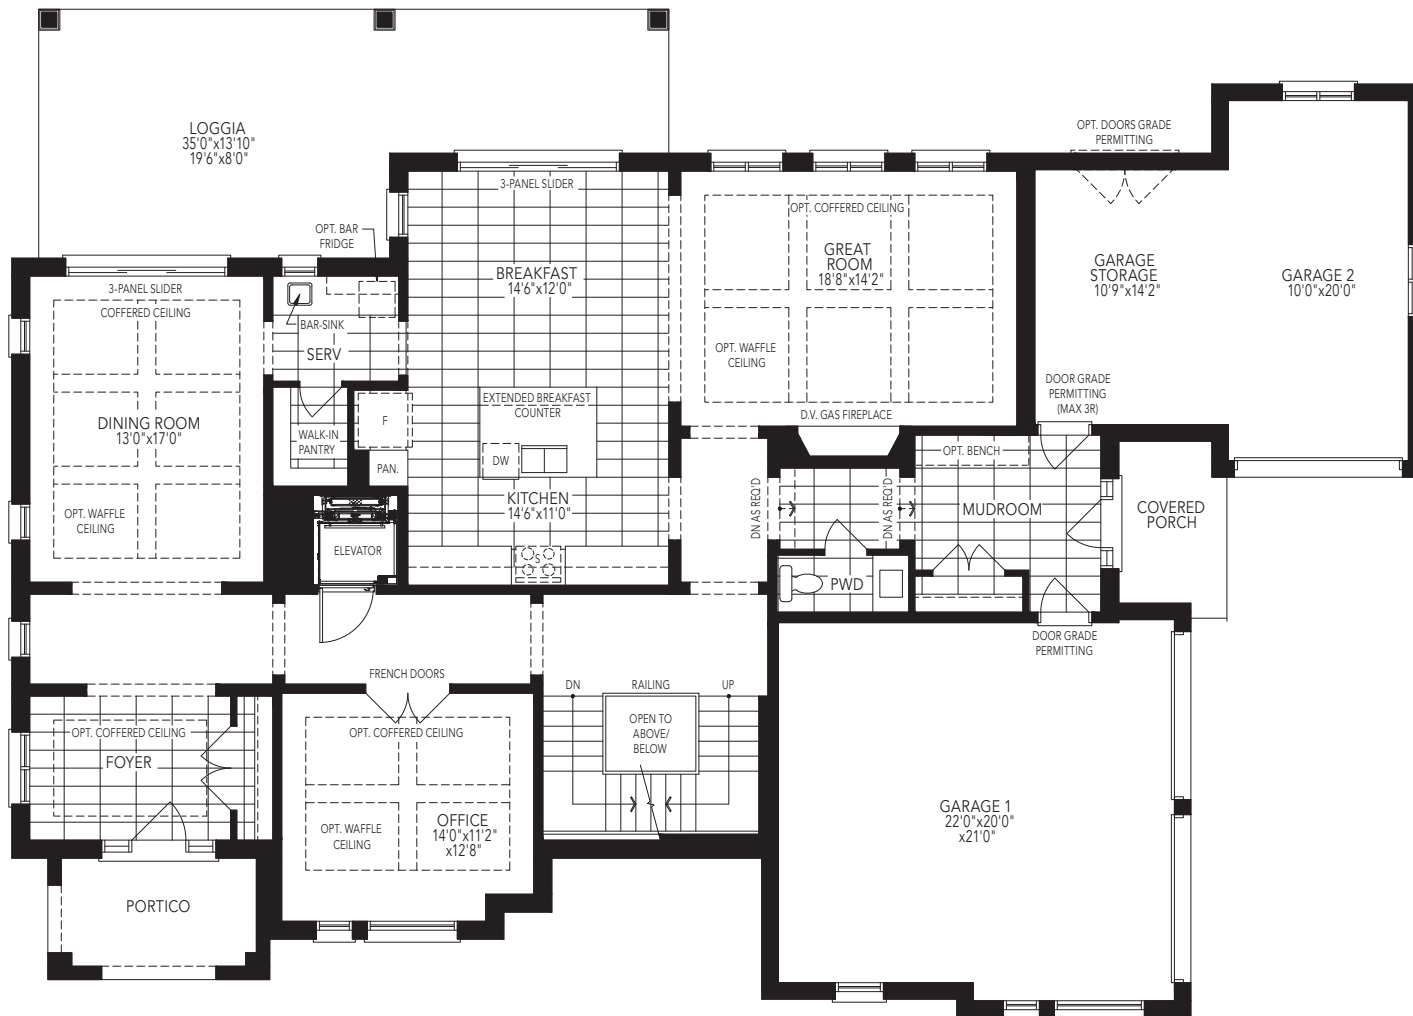 LOGGIA
35'0"x13'10"
19'6"x8'0"
OPT. DOORS GRADE
PERMITTING
3-PANEL SLIDER
OPT. BAR
FRIDGE
OPT. COFFERED CEILING
GREAT
ROOM
18'8"x14'2"
OPT. WAFFLE
CEILING
D.V. GAS FIREPLACE
BREAKFAST
14'6"x12'0"
GARAGE
STORAGE
10'9"x14'2"
GARAGE 2
10'0"x20'0"
3-PANEL SLIDER
COFFERED CEILING
BAR-SINK
SERV
DINING ROOM
13'0"x17'0"
OPT. WAFFLE
CEILING
WALK-IN
PANTRY
F
PAN.
EXTENDED BREAKFAST
COUNTER
DW
KITCHEN
14'6"x11'0"
S
ELEVATOR
DOOR GRADE
PERMITTING
(MAX 3R)
OPT. BENCH
MUDROOM
COVERED
PORCH
DN AS REQ'D
DN AS REQ'D
PWD
DOOR GRADE
PERMITTING
FRENCH DOORS
DN
RAILING
UP
OPEN TO
ABOVE/
BELOW
OPT. COFFERED CEILING
FOYER
OPT. COFFERED CEILING
OPT. WAFFLE
CEILING
OFFICE
14'0"x11'2"
x12'8"
GARAGE 1
22'0"x20'0"
x21'0"
PORTICO